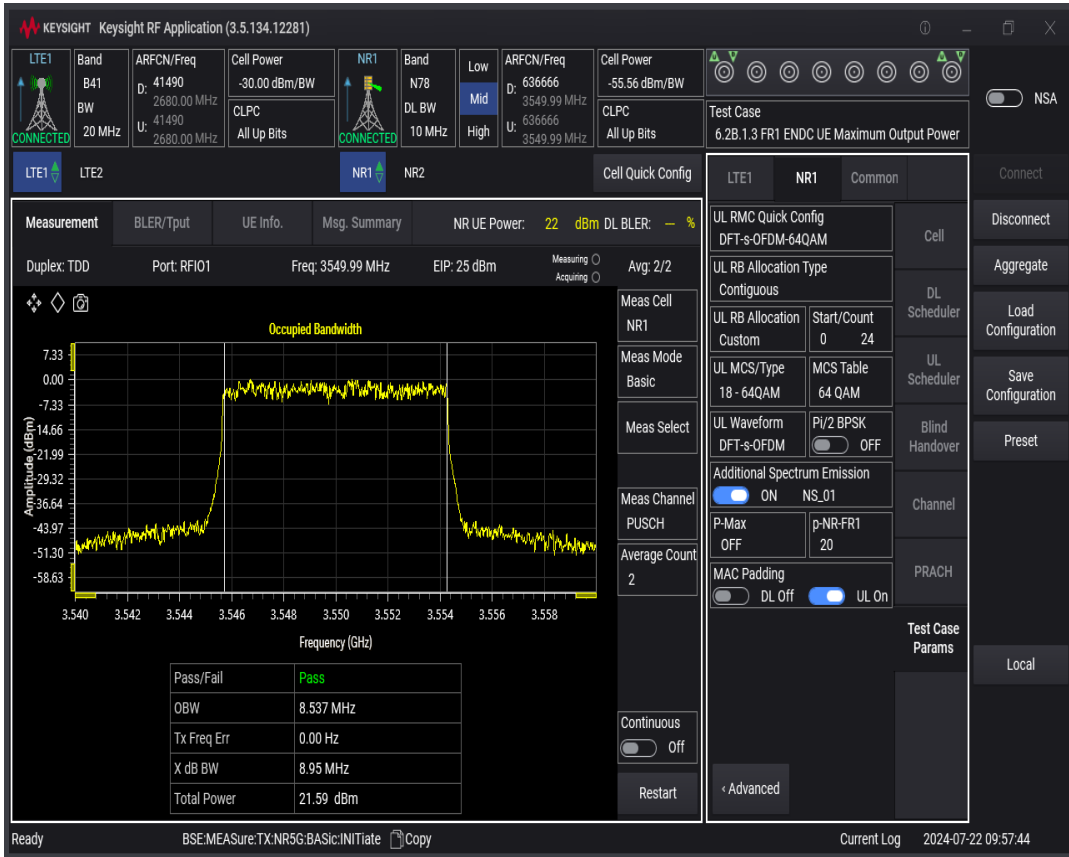 KEYSIGHT Keysight RF Application (3.5.134.12281)
LTE1 Band ARFCN/Freq Cell Power NR1 Band Low ARFCN/Freq Cell Power
B41 D: 41490 -30.00 dBm/BW N78 Mid D: 636666 -55.56 dBm/BW
2680.00 MHz 3549.99 MHz
BW U: 41490 CLPC DL BW High U: 636666 CLPC
CONNECTED 20 MHz 2680.00 MHz All Up Bits CONNECTED 10 MHz 3549.99 MHz All Up Bits
Test Case
6.2B.1.3 FR1 ENDC UE Maximum Output Power
NSA
LTE1 LTE2 NR1 NR2 Cell Quick Config
LTE1 NR1 Common
Connect
Disconnect
Aggregate
Load
Configuration
Save
Configuration
Preset
Local
Measurement BLER/Tput UE Info. Msg. Summary NR UE Power: 22 dBm DL BLER: --- %
Duplex: TDD Port: RFIO1 Freq: 3549.99 MHz EIP: 25 dBm Measuring Avg: 2/2
Acquiring
Occupied Bandwidth
Amplitude (dBm)
7.33
0.00
-7.33
-14.66
-21.99
-29.32
-36.64
-43.97
-51.30
-58.63
3.540 3.542 3.544 3.546 3.548 3.550 3.552 3.554 3.556 3.558
Frequency (GHz)
Pass/Fail Pass
OBW 8.537 MHz
Tx Freq Err 0.00 Hz
X dB BW 8.95 MHz
Total Power 21.59 dBm
Meas Cell
NR1
Meas Mode
Basic
Meas Select
Meas Channel
PUSCH
Average Count
2
Continuous
Off
Restart
UL RMC Quick Config
DFT-s-OFDM-64QAM
UL RB Allocation Type
Contiguous
UL RB Allocation Start/Count
Custom 0 24
UL MCS/Type MCS Table
18 - 64QAM 64 QAM
UL Waveform Pi/2 BPSK
DFT-s-OFDM OFF
Additional Spectrum Emission
ON NS_01
P-Max p-NR-FR1
OFF 20
MAC Padding
DL Off UL On
‹ Advanced
Cell
DL
Scheduler
UL
Scheduler
Blind
Handover
Channel
PRACH
Test Case
Params
Ready BSE:MEASure:TX:NR5G:BASic:INITiate Copy Current Log 2024-07-22 09:57:44